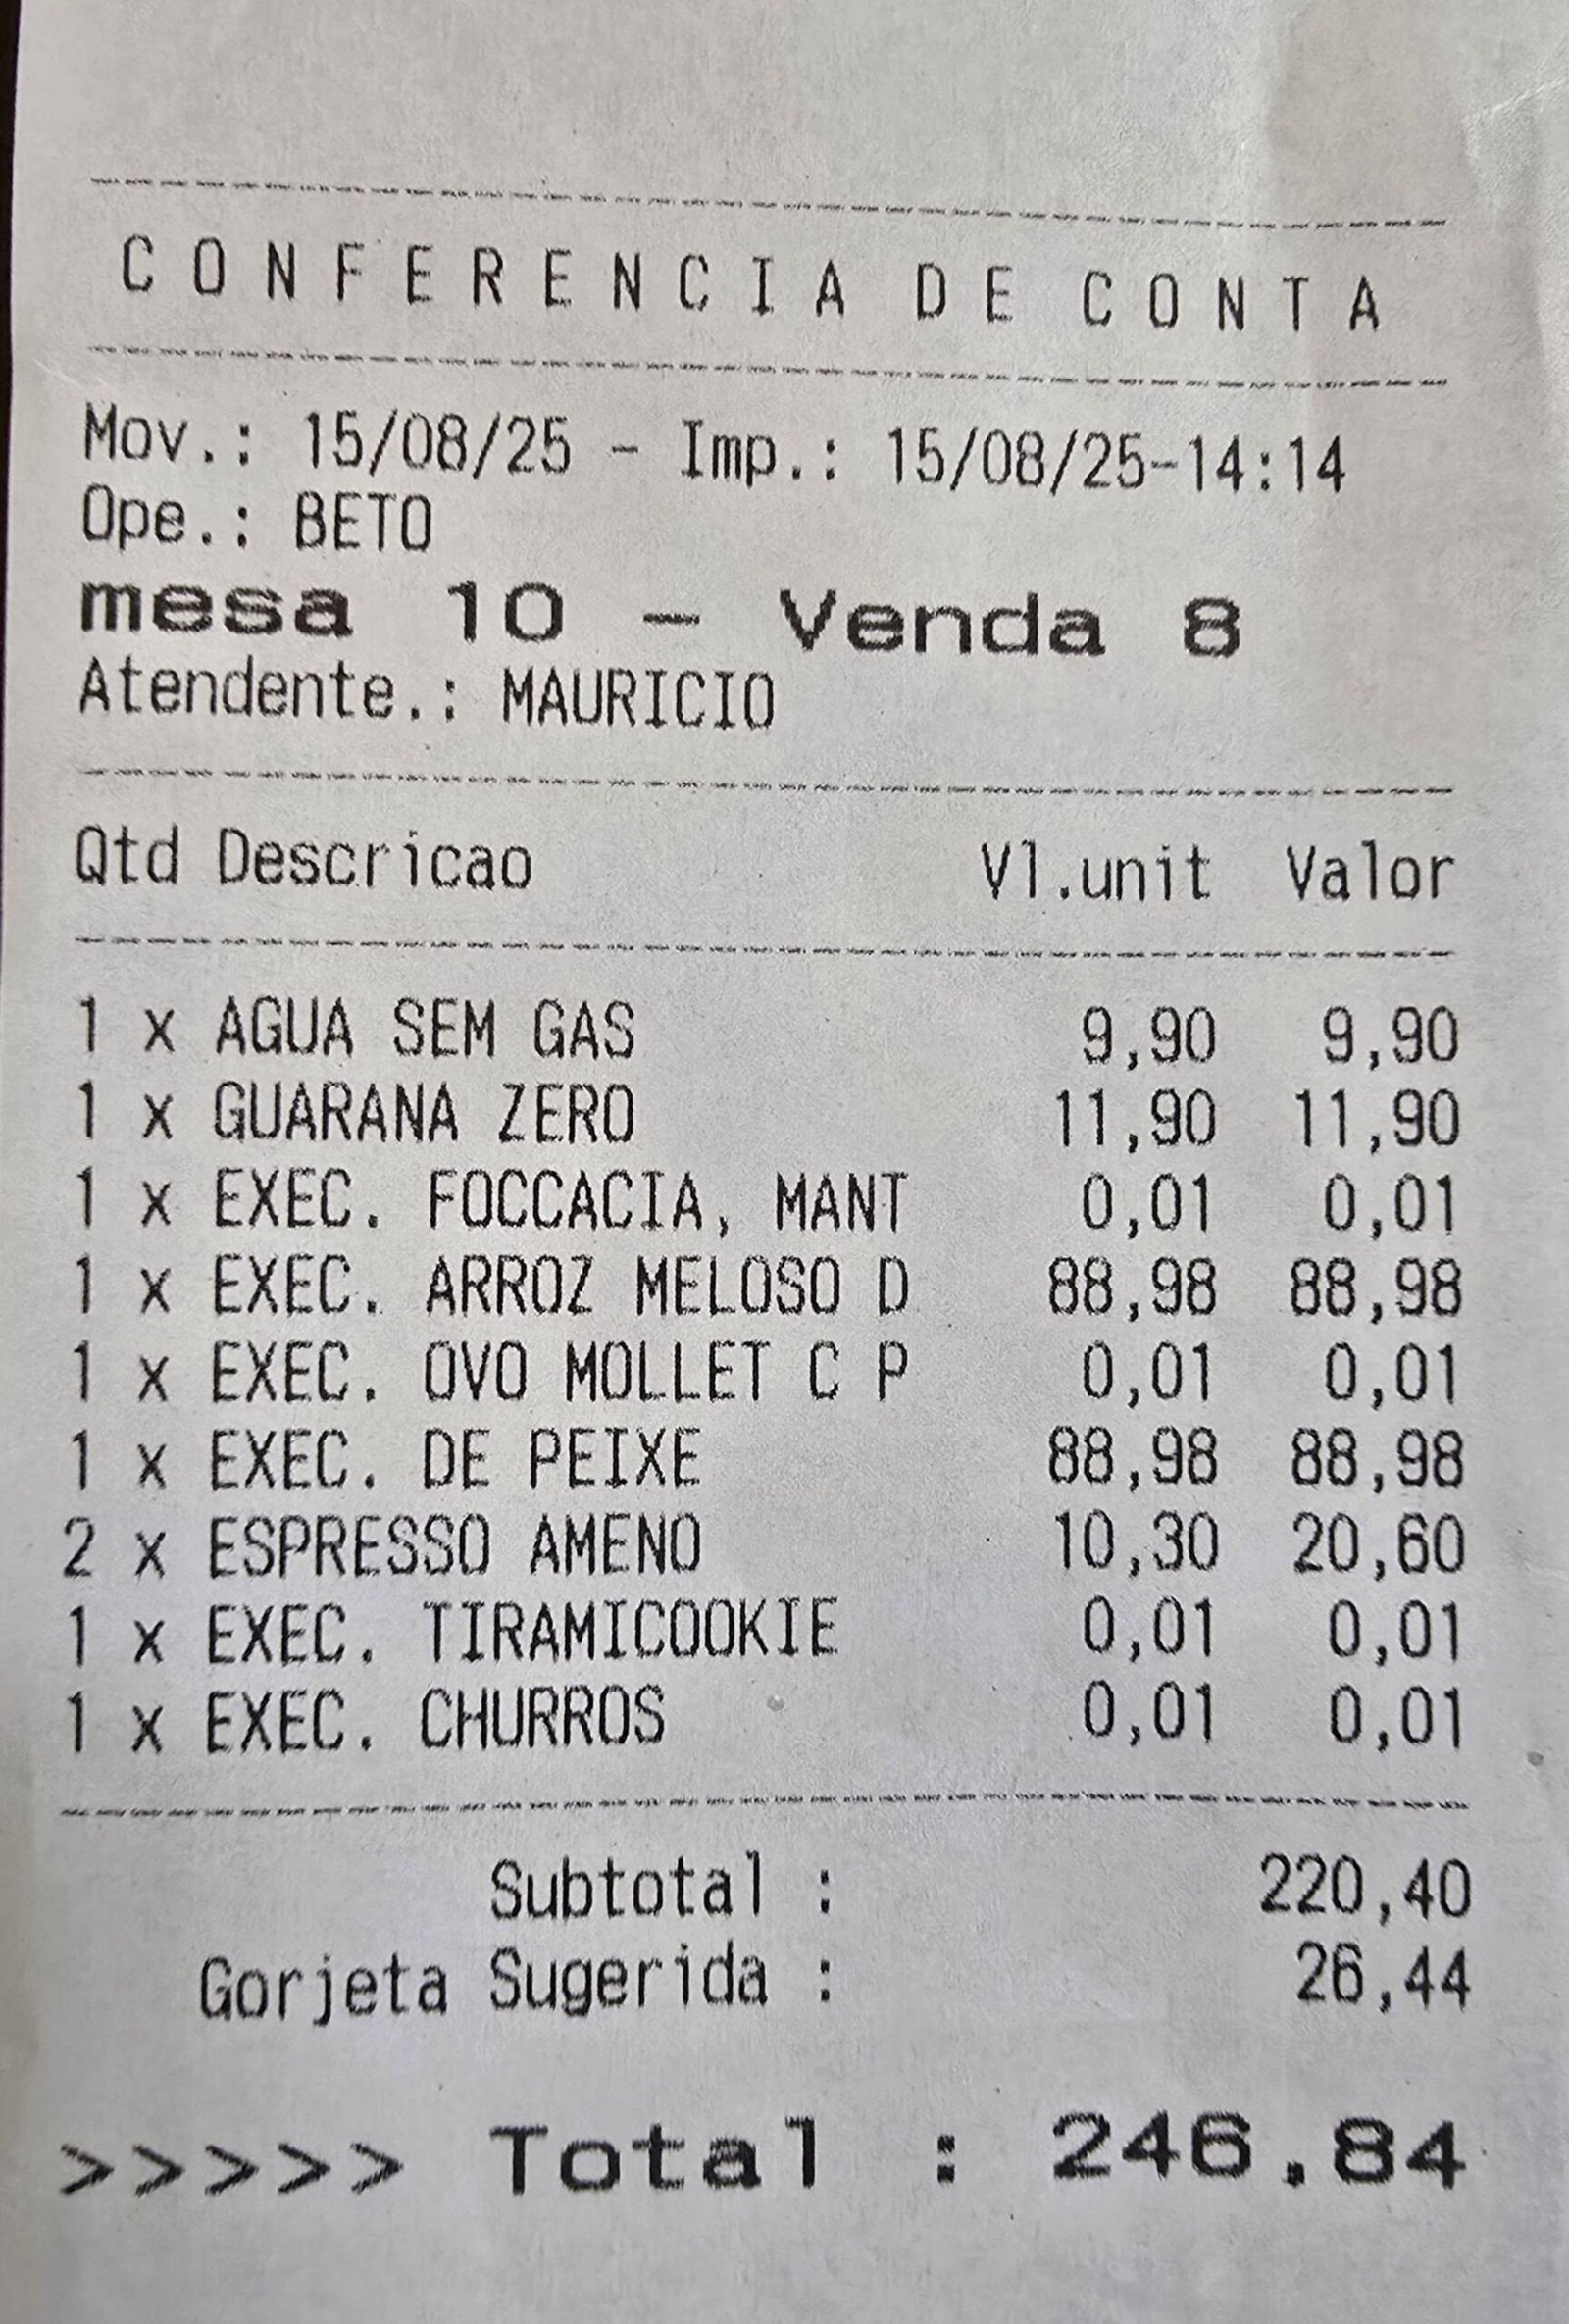 CONFERENCIA DE CONTA
Mov.: 15/08/25 - Imp.: 15/08/25-14:14
Ope.: BETO
mesa 10 - Venda 8
Atendente.: MAURICIO
Qtd Descricao Vl.unit Valor
1 x AGUA SEM GAS 9,90 9,90
1 x GUARANA ZERO 11,90 11,90
1 x EXEC. FOCCACIA, MANT 0,01 0,01
1 x EXEC. ARROZ MELOSO D 88,98 88,98
1 x EXEC. OVO MOLLET C P 0,01 0,01
1 x EXEC. DE PEIXE 88,98 88,98
2 x ESPRESSO AMENO 10,30 20,60
1 x EXEC. TIRAMICOOKIE 0,01 0,01
1 x EXEC. CHURROS 0,01 0,01
Subtotal : 220,40
Gorjeta Sugerida : 26,44
>>>>> Total : 246.84